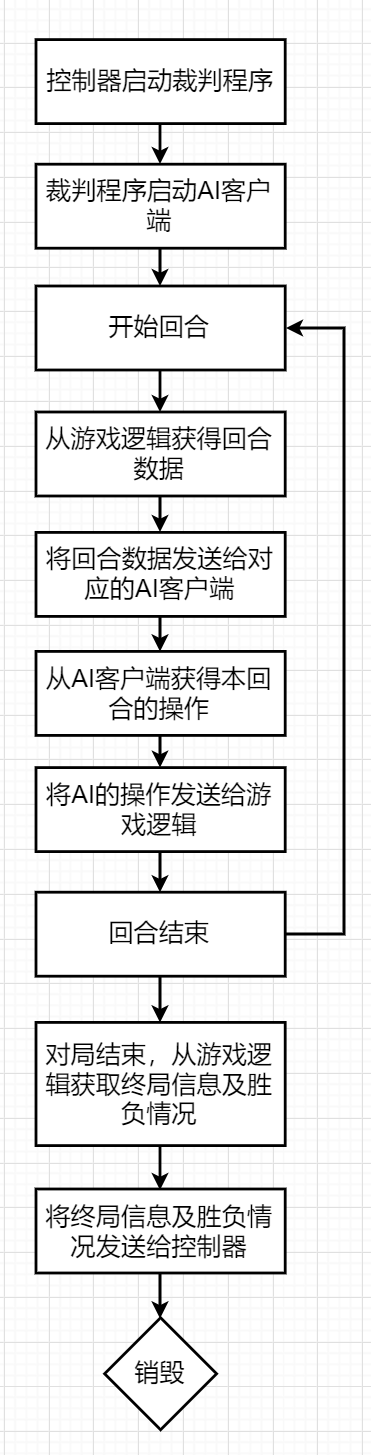 控制器启动裁判程序
裁判程序启动AI客户
端
开始回合
从游戏逻辑获得回合
数据
将回合数据发送给对
应的AI客户端
从AI客户端获得本回
合的操作
将AI的操作发送给游
戏逻辑
回合结束
对局结束，从游戏逻
辑获取终局信息及胜
负情况
将终局信息及胜负情
况发送给控制器
销毁